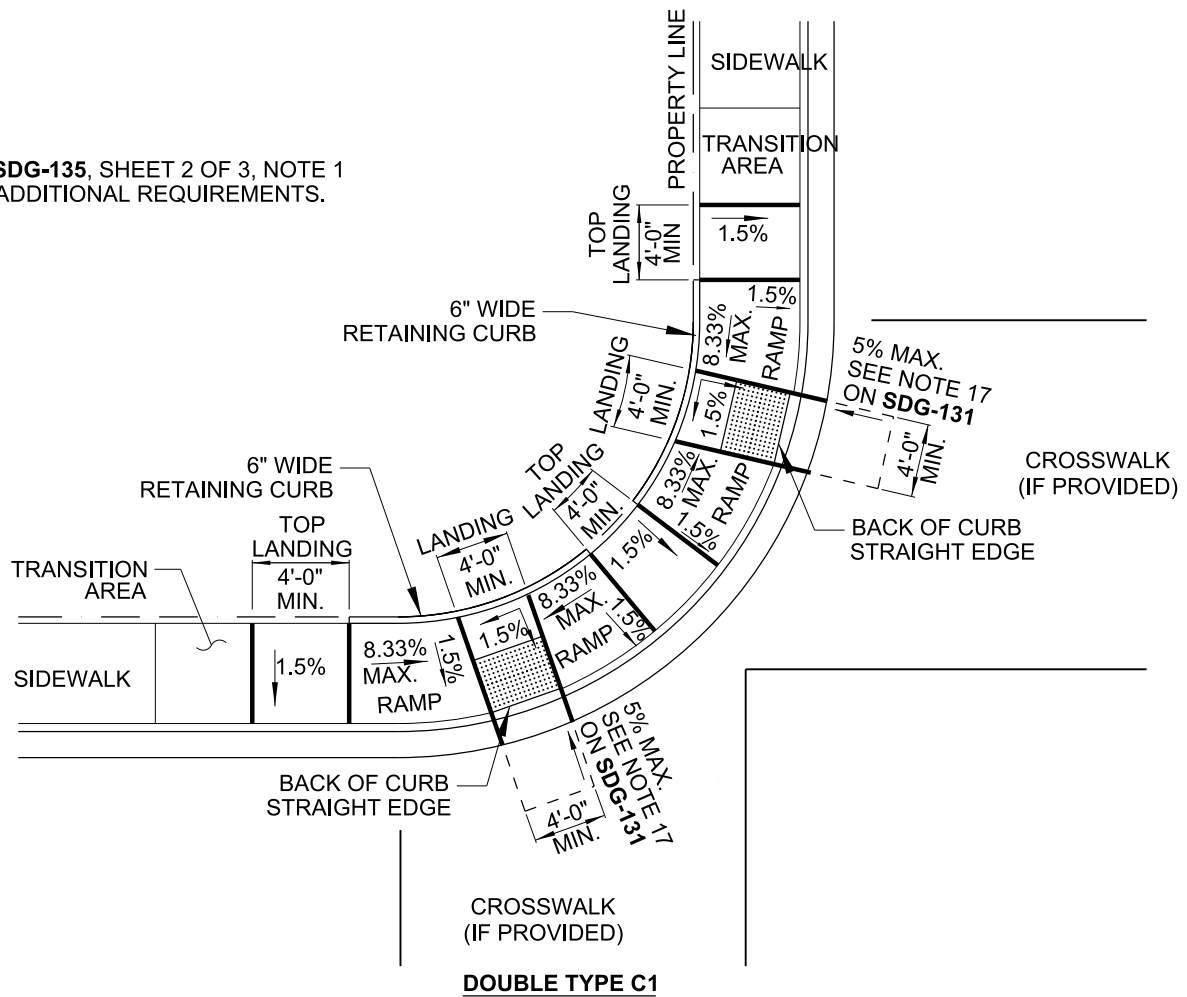 PROPERTY LINE
SIDEWALK
SDG-135, SHEET 2 OF 3, NOTE 1
ADDITIONAL REQUIREMENTS.
TRANSITION
AREA
TOP
LANDING
4'-0"
MIN
1.5%
6" WIDE
RETAINING CURB
1.5%
8.33%
MAX.
RAMP
5% MAX.
SEE NOTE 17
ON SDG-131
LANDING
4'-0"
MIN.
1.5%
4'-0"
MIN.
CROSSWALK
(IF PROVIDED)
6" WIDE
RETAINING CURB
TOP
LANDING
4'-0"
MIN.
8.33%
MAX.
RAMP
1.5%
BACK OF CURB
STRAIGHT EDGE
TOP
LANDING
4'-0"
MIN.
LANDING
4'-0"
MIN.
1.5%
TRANSITION
AREA
8.33%
MAX.
RAMP
1.5%
1.5%
SIDEWALK
1.5%
8.33%
MAX.
RAMP
1.5%
5% MAX.
SEE NOTE 17
ON SDG-131
BACK OF CURB
STRAIGHT EDGE
4'-0"
MIN.
CROSSWALK
(IF PROVIDED)
DOUBLE TYPE C1